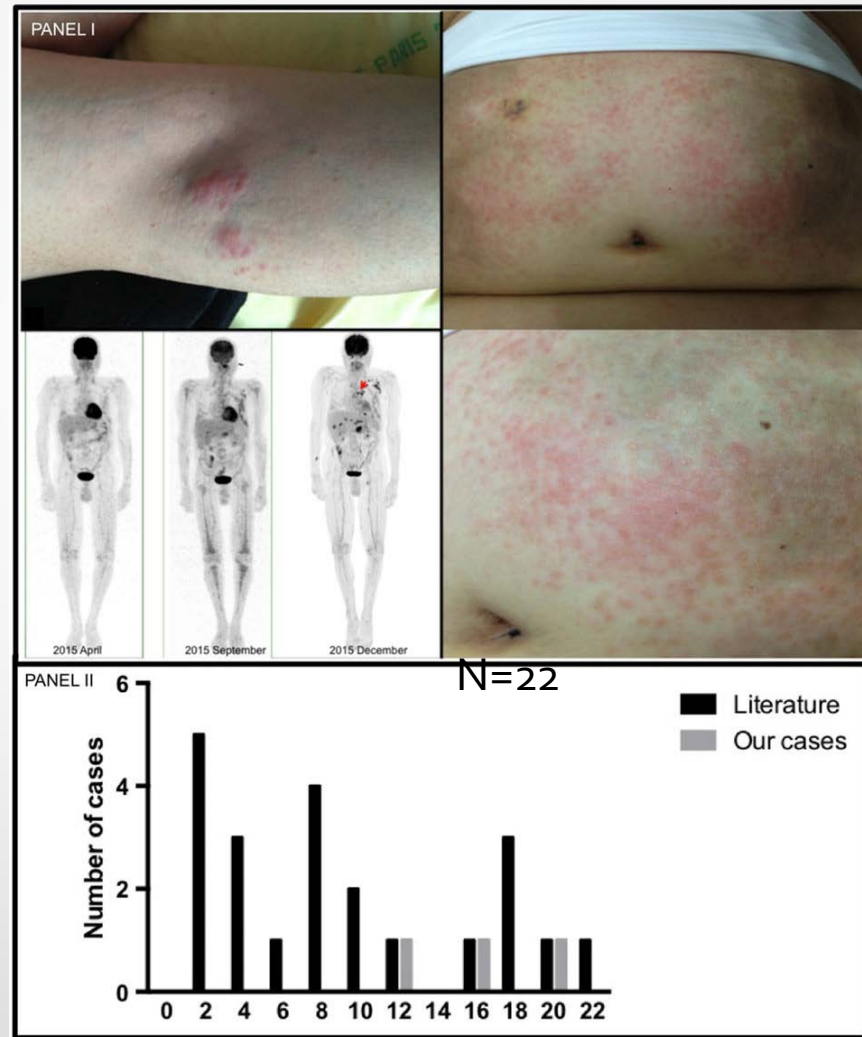 PANEL I
PARIS
2015 April
2015 September
2015 December
PANEL II
N=22
Literature
Our cases
Number of cases
6
4
2
0
0 2 4 6 8 10 12 14 16 18 20 22